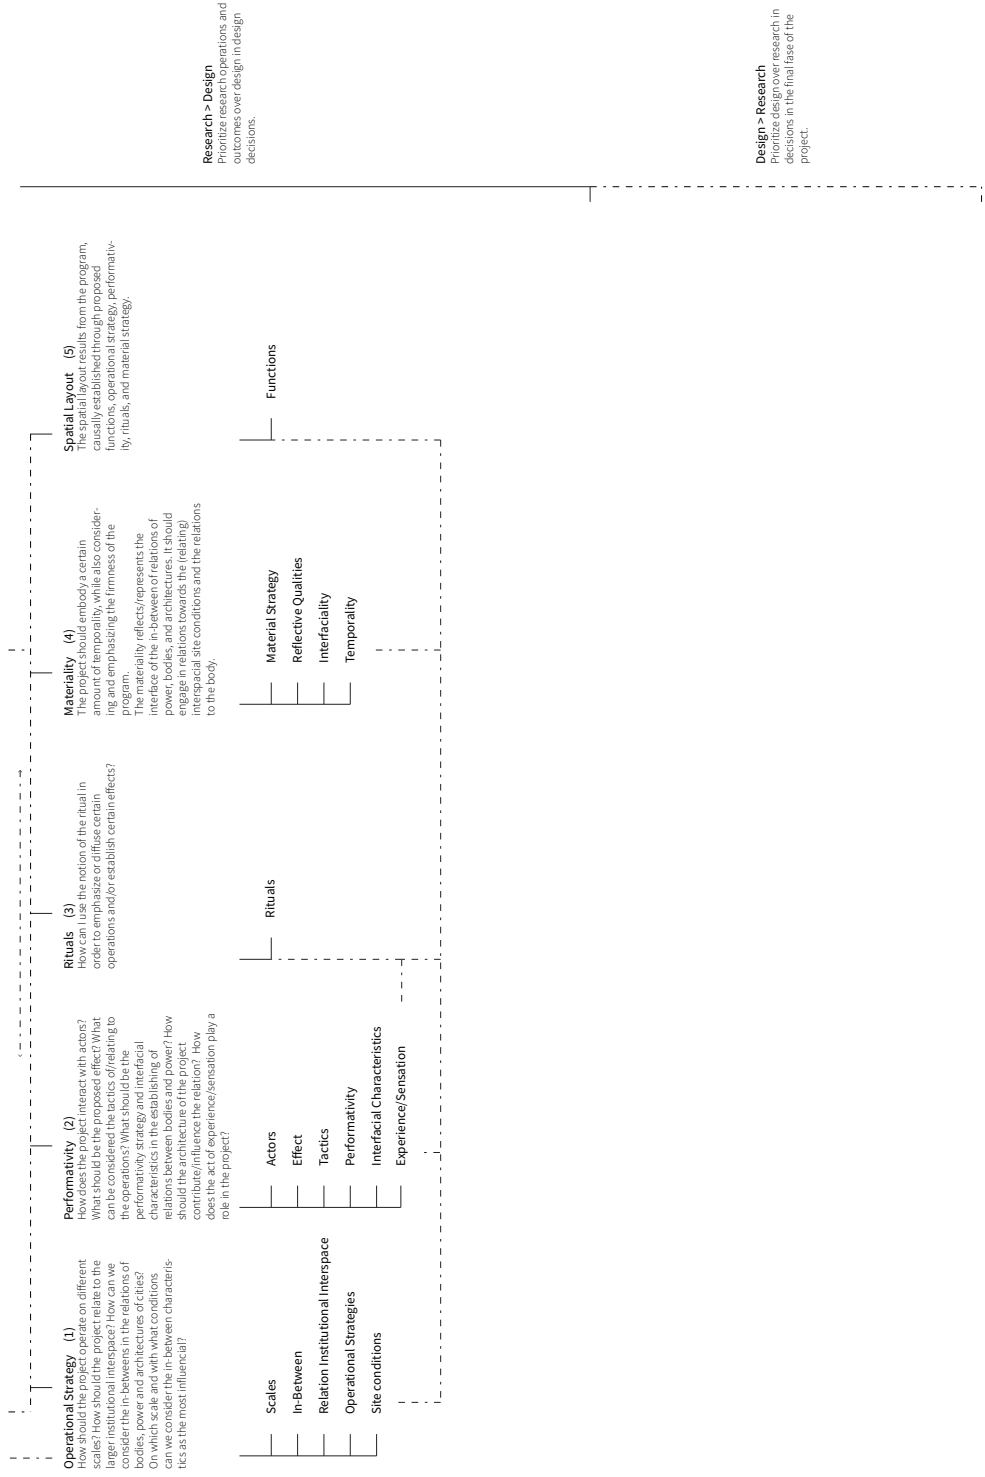 Operational Strategy (1)
How should the project operate on different
scales? How should the project relate to the
larger institutional interspace? How can we
consider the in-betweens in the relations of
bodies, power and architectures of cities?
On which scale and with what conditions
can we consider the in-between characteris-
tics as the most influencial?
Scales
In-Between
Relation Institutional Interspace
Operational Strategies
Site conditions
Performativity (2)
How does the project interact with actors?
What should be the proposed effect? What
can be considered the tactics of/relating to
the operations? What should be the
performativity strategy and interfacial
characteristics in the establishing of
relations between bodies and power? How
should the architecture of the project
contribute/influence the relation? How
does the act of experience/sensation play a
role in the project?
Actors
Effect
Tactics
Performativity
Interfacial Characteristics
Experience/Sensation
Rituals (3)
How can I use the notion of the ritual in
order to emphasize or diffuse certain
operations and/or establish certain effects?
Rituals
Materiality (4)
The project should embody a certain
amount of temporality, while also consider-
ing and emphasizing the firmness of the
program.
The materiality reflects/represents the
interface of the in-between of relations of
power, bodies, and architectures. It should
engage in relations towards the (relating)
interspacial site conditions and the relations
to the body.
Material Strategy
Reflective Qualities
Interfaciality
Temporality
Spatial Layout (5)
The spatial layout results from the program,
causally established through proposed
functions, operational strategy, performativ-
ity, rituals, and material strategy.
Functions
Research > Design
Prioritize research operations and
outcomes over design in design
decisions.
Design > Research
Prioritize design over research in
decisions in the final fase of the
project.